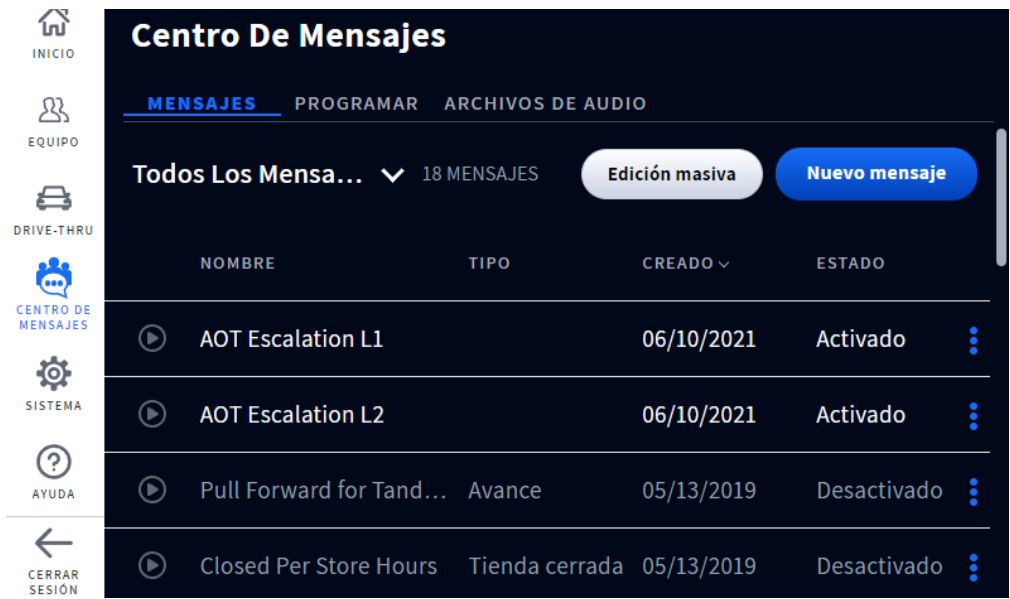 INICIO
EQUIPO
DRIVE-THRU
CENTRO DE
MENSAJES
SISTEMA
AYUDA
CERRAR
SESIÓN
Centro De Mensajes
MENSAJES PROGRAMAR ARCHIVOS DE AUDIO
Todos Los Mensa... 18 MENSAJES Edición masiva Nuevo mensaje
NOMBRE TIPO CREADO ESTADO
AOT Escalation L1 06/10/2021 Activado
AOT Escalation L2 06/10/2021 Activado
Pull Forward for Tand... Avance 05/13/2019 Desactivado
Closed Per Store Hours Tienda cerrada 05/13/2019 Desactivado